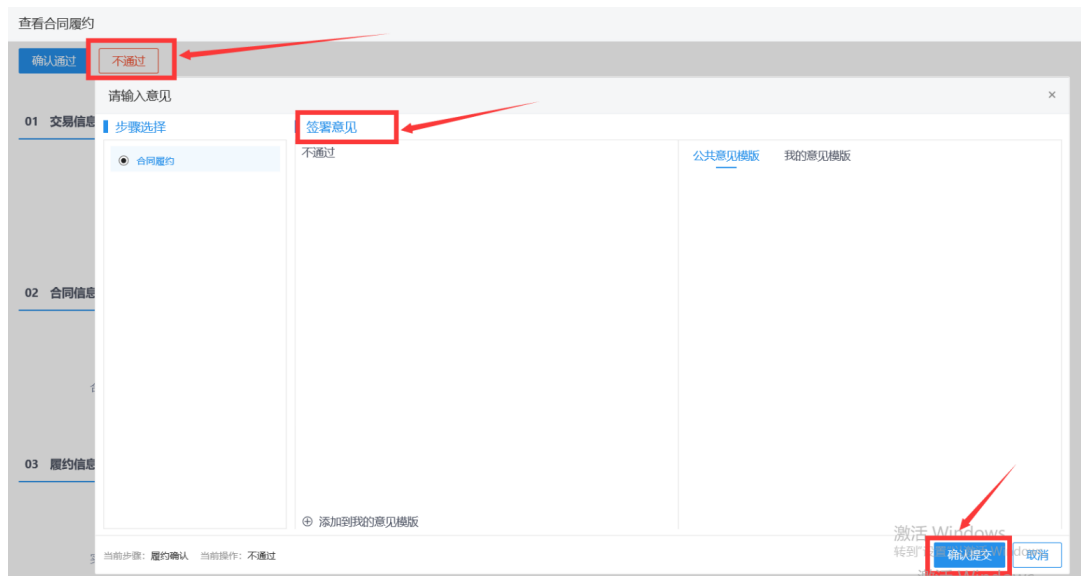 查看合同履约
确认通过 不通过
请输入意见 ×
01 交易信息
步骤选择 签署意见
合同履约 不通过 公共意见模版 我的意见模版
02 合同信息
03 履约信息
添加到我的意见模版
激活 Windows
当前步骤: 履约确认 当前操作: 不通过
确认提交 取消